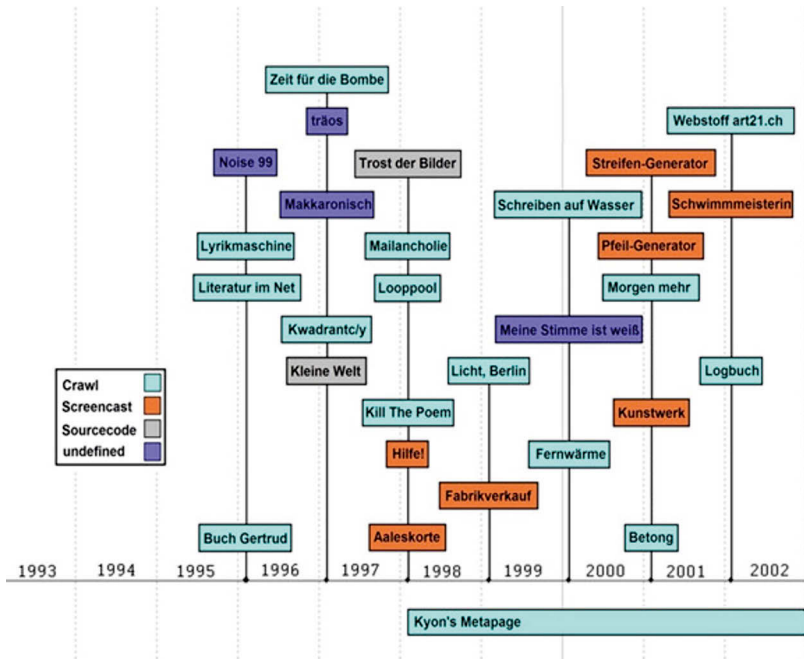 Zeit für die Bombe
träos
Webstoff art21.ch
Noise 99
Trost der Bilder
Streifen-Generator
Makkaronisch
Schreiben auf Wasser
Schwimmmeisterin
Lyrikmaschine
Mailancholie
Pfeil-Generator
Literatur im Net
Looppool
Morgen mehr
Kwadrantc/y
Meine Stimme ist weiß
Kleine Welt
Licht, Berlin
Logbuch
Crawl
Screencast
Sourcecode
undefined
Kill The Poem
Kunstwerk
Hilfe!
Fernwärme
Fabrikverkauf
Buch Gertrud
Aaleskorte
Betong
1993 1994 1995 1996 1997 1998 1999 2000 2001 2002
Kyon's Metapage